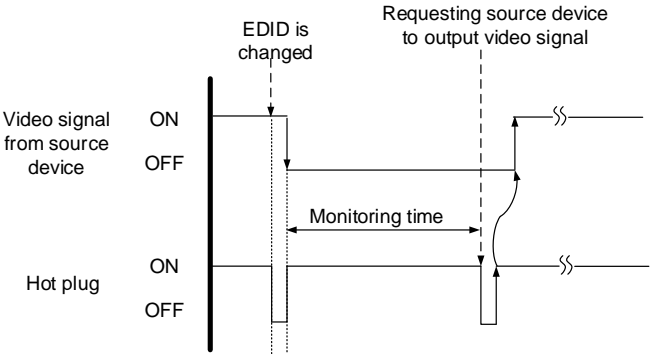 Requesting source device
to output video signal
EDID is
changed
Video signal
from source
device
ON
OFF
Monitoring time
Hot plug
ON
OFF